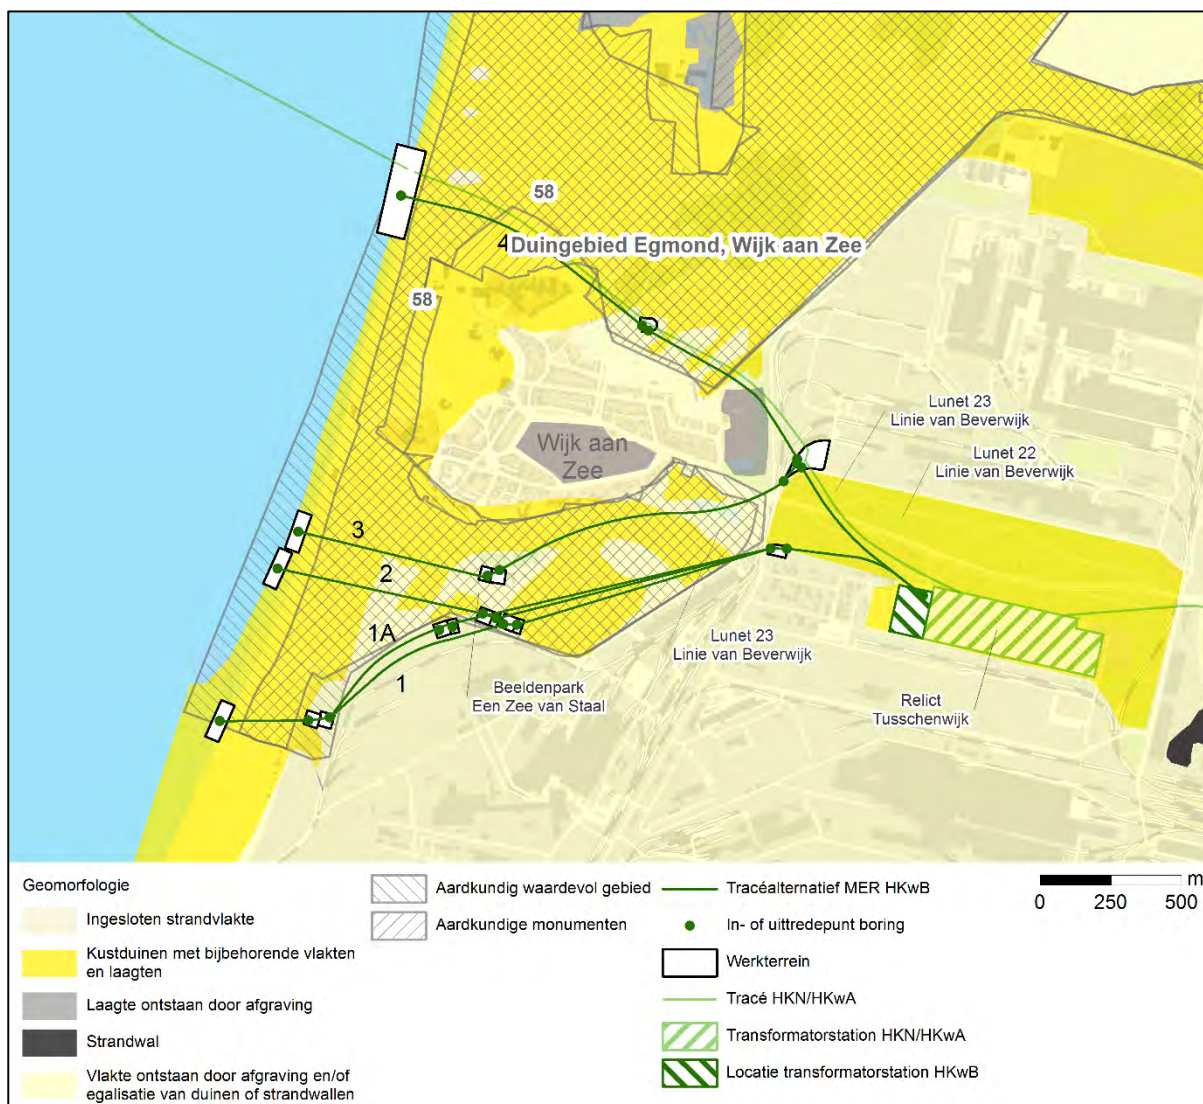 58
4
Duingebied Egmond, Wijk aan Zee
58
Lunet 23
Linie van Beverwijk
Lunet 22
Linie van Beverwijk
Wijk aan
Zee
3
2
1A
1
Lunet 23
Linie van Beverwijk
Beeldenpark
Een Zee van Staal
Relict
Tusschenwijk
Geomorfologie
Ingesloten strandvlakte
Kustduinen met bijbehorende vlakten
en laagten
Laagte ontstaan door afgraving
Strandwal
Vlakte ontstaan door afgraving en/of
egalisatie van duinen of strandwallen
Aardkundig waardevol gebied
Aardkundige monumenten
Tracéalternatief MER HKwB
In- of uittredepunt boring
Werkterrein
Tracé HKN/HKwA
Transformatorstation HKN/HKwA
Locatie transformatorstation HKwB
m
0 250 500